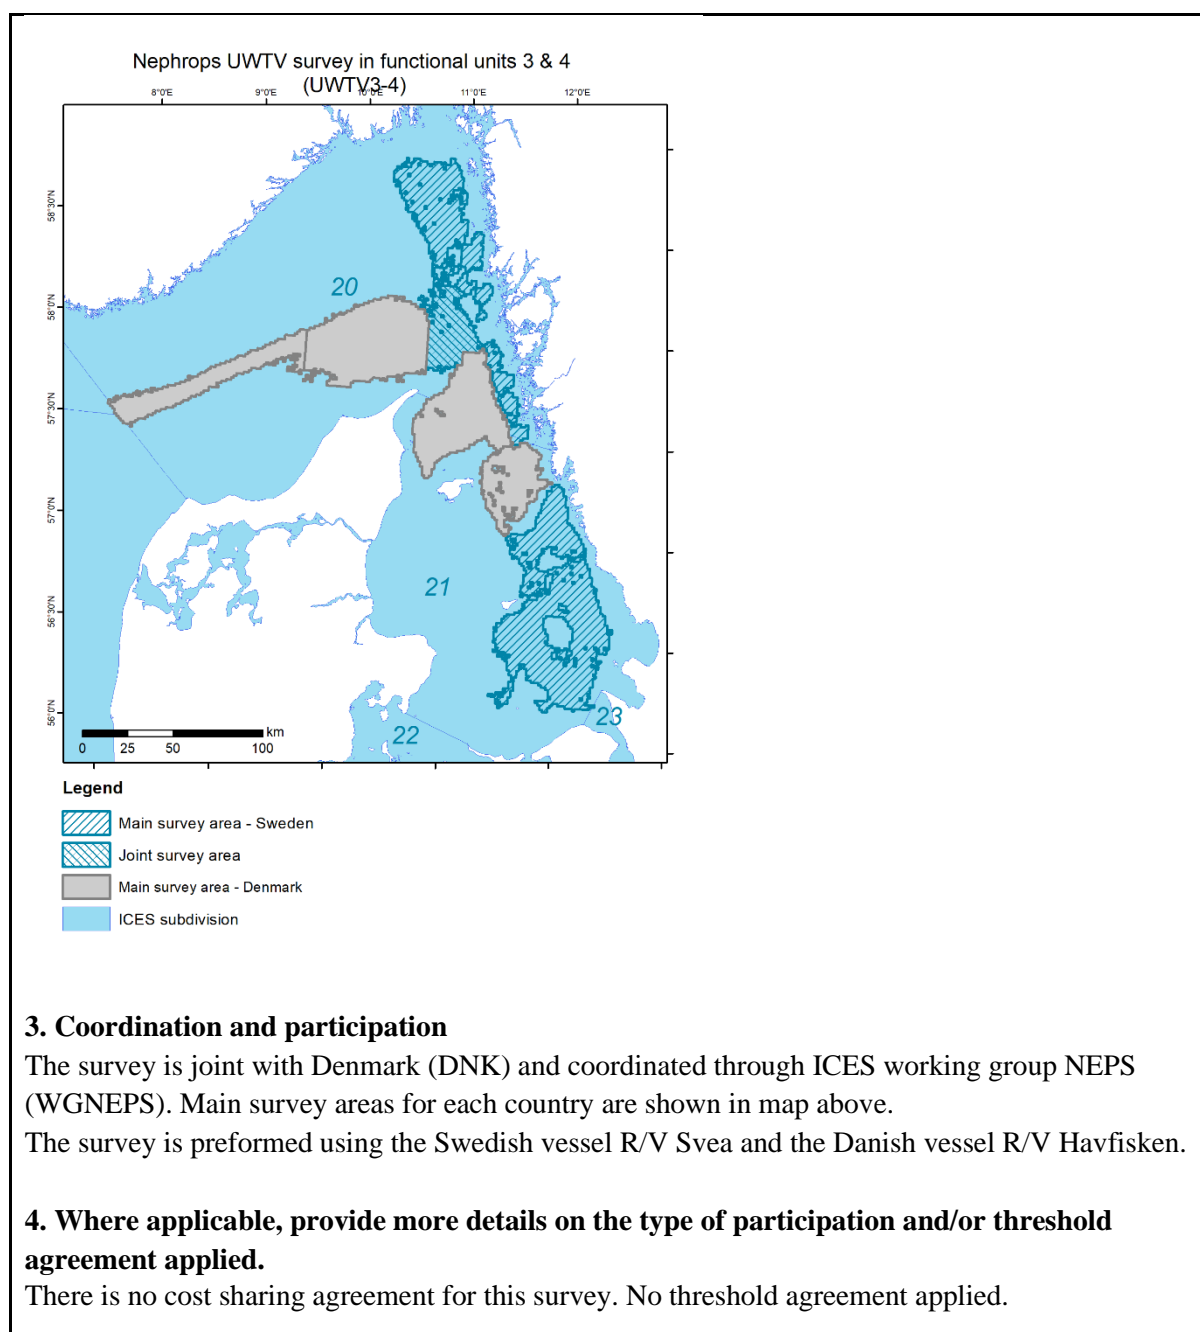 Nephrops UWTV survey in functional units 3 & 4
(UWTV3-4)
8°0'E 9°0'E 10°0'E 11°0'E 12°0'E
58°30'N
20
58°0'N
57°30'N
57°0'N
21
56°30'N
56°0'N
23
22
km
0 25 50 100
Legend
Main survey area - Sweden
Joint survey area
Main survey area - Denmark
ICES subdivision
3. Coordination and participation
The survey is joint with Denmark (DNK) and coordinated through ICES working group NEPS
(WGNEPS). Main survey areas for each country are shown in map above.
The survey is preformed using the Swedish vessel R/V Svea and the Danish vessel R/V Havfisken.
4. Where applicable, provide more details on the type of participation and/or threshold
agreement applied.
There is no cost sharing agreement for this survey. No threshold agreement applied.